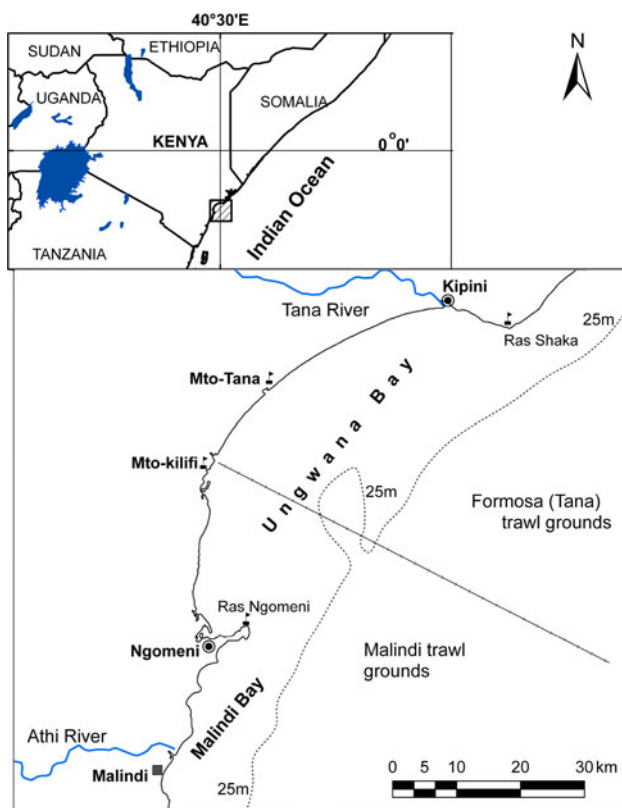 40°30'E
SUDAN
ETHIOPIA
N
UGANDA
SOMALIA
KENYA
0°0'
Indian Ocean
TANZANIA
Kipini
Tana River
25m
Ras Shaka
Mto-Tana
Ungwana Bay
Mto-kilifi
25m
Formosa (Tana)
trawl grounds
Ras Ngomeni
Ngomeni
Malindi trawl
grounds
Malindi Bay
Athi River
Malindi
25m
0 5 10 20 30 km